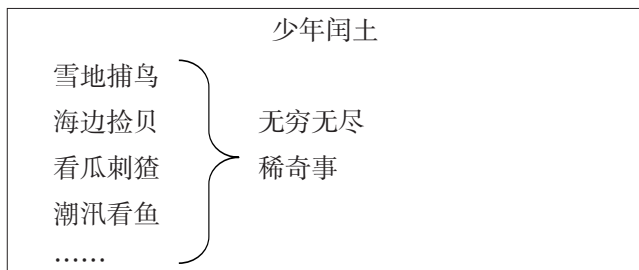 少年闰土
雪地捕鸟
海边捡贝
无穷无尽
看瓜刺猹
稀奇事
潮汛看鱼
……